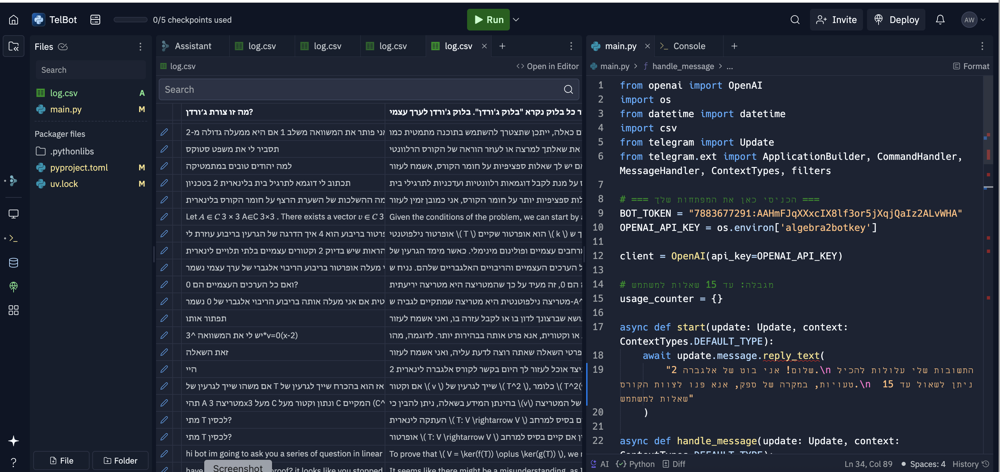 TelBot
0/5 checkpoints used
Run
Invite
Deploy
AW
Files
Search
log.csv A
main.py M
Packager files
.pythonlibs
pyproject.toml M
uv.lock M
File
Folder
Assistant
log.csv
log.csv
log.csv
log.csv
log.csv
Open in Editor
Search
מה זו צורת ג׳ורדן?
ר כל בלוק נקרא "בלוק ג'ורדן". בלוק ג'ורדן לערך עצמי
אני פותר את המשוואה משלב 1 אם היא ממעלה גדולה מ-2
ים כאלה, ייתכן שתצטרך להשתמש בתוכנה מתמטית כמו
תסביר לי את משפט סטוקס
את שאלתך למרצה או לעוזר הוראה של הקורס הרלוונטי
למה יהודים טובים במתמטיקה
אם יש לך שאלות ספציפיות על חומר הקורס, אשמח לעזור
תכתוב לי דוגמא לתרגיל בית בלינארית 2 בטכניון
ס על מנת לקבל דוגמאות רלוונטיות ועדכניות לתרגילי בית
מה ההשלכות של השערת הרצף על חומר הקורס בלינארית
לות ספציפיות יותר על חומר הקורס, אני כמובן זמין לעזור
Let A ∈ C 3 × 3 A∈C 3×3 . There exists a vector v ∈ C 3
Given the conditions of the problem, we can start by
פרטור בריבוע הוא 4 איך הדרגה של הגרעין בריבוע עוזרת לי
ך ש \( k \) הוא אופרטור שקיים \( T \) אופרטור נילפוטנטי
הראות שיש בדיוק 2 וקטורים עצמיים בלתי תלויים לינארית
מרחבים עצמיים ופולינום מינימלי. כאשר מימד הגרעין של
י מעלה אופרטור בריבוע הריבוי אלגברי של ערך עצמי נשמר
ל הערכים העצמיים והריבויים האלגבריים שלהם. נניח ש
ואם כל הערכים העצמיים הם 0?
הם 0, זה מעיד על כך שהמטריצה היא מטריצה יריעתית
טית אם אני מעלה אותה בריבוע הריבוי אלגברי של 0 נשמר
מטריצה נילפוטנטית היא מטריצה שמתקיים לגביה ש-A^
תפתור אותו
נושא שברצונך לדון בו או לקבל עזרה בו, ואני אשמח לעזור
יש לי את המשוואה ^3*v=0(x-2)
או וקטורית, אנא פרט אותה בבהירות יותר. לדוגמה, מהו
זאת השאלה
פרטי השאלה שאתה רוצה לדעת עליה, ואני אשמח לעזור
היי
כיצד אוכל לעזור לך היום בקשר לקורס אלגברה לינארית 2
אז הוא בהכרח שייך לגרעין של T אם משהו שייך לגרעין של
אם וקטור \( v \) שייך לגרעין של \( T^2 \), כלומר \( T^2(v
תהי A מטריצה 3x3 מעל C ונתון וקטור מעל C המקיים (C^
של המטריצה \(v\) בהינתן המידע בשאלה, ניתן להבין כי
מתי T לכסין?
העתקה לינארית \( T: V \rightarrow V \) ים בסיס למרחב
מתי T לכסין?
אופרטור \( T: V \rightarrow V \) ין אם קיים בסיס למרחב
hi bot im going to ask you a series of question in linear
To prove that \( V = \ker(f(T)) \oplus \ker(g(T)) \), we
have
proof? it looks like you stopped
It seems like there might be a misunderstanding, as I
Screenshot
main.py
Console
main.py > handle_message > ...
Format
1 from openai import OpenAI
2 import os
3 from datetime import datetime
4 import csv
5 from telegram import Update
6 from telegram.ext import ApplicationBuilder, CommandHandler,
MessageHandler, ContextTypes, filters
7
8 # === הכניסי כאן את המפתחות שלך ===
9 BOT_TOKEN = "7883677291:AAHmFJqXXxcIX8lf3or5jXqjQaIz2ALvWHA"
10 OPENAI_API_KEY = os.environ['algebra2botkey']
11
12 client = OpenAI(api_key=OPENAI_API_KEY)
13
14 # מגבלה: עד 15 שאלות למשתמש
15 usage_counter = {}
16
17 async def start(update: Update, context:
ContextTypes.DEFAULT_TYPE):
18 await update.message.reply_text(
19 "שלום! אני בוט של אלגברה 2.\n התשובות שלי עלולות להכיל
טעויות, במקרה של ספק, אנא פנו לצוות הקורס.\n ניתן לשאול עד 15
שאלות למשתמש"
20 )
21
22 async def handle_message(update: Update, context:
ContextTypes.DEFAULT_TYPE):
AI
Python
Diff
Ln 34, Col 89
Spaces: 4
History